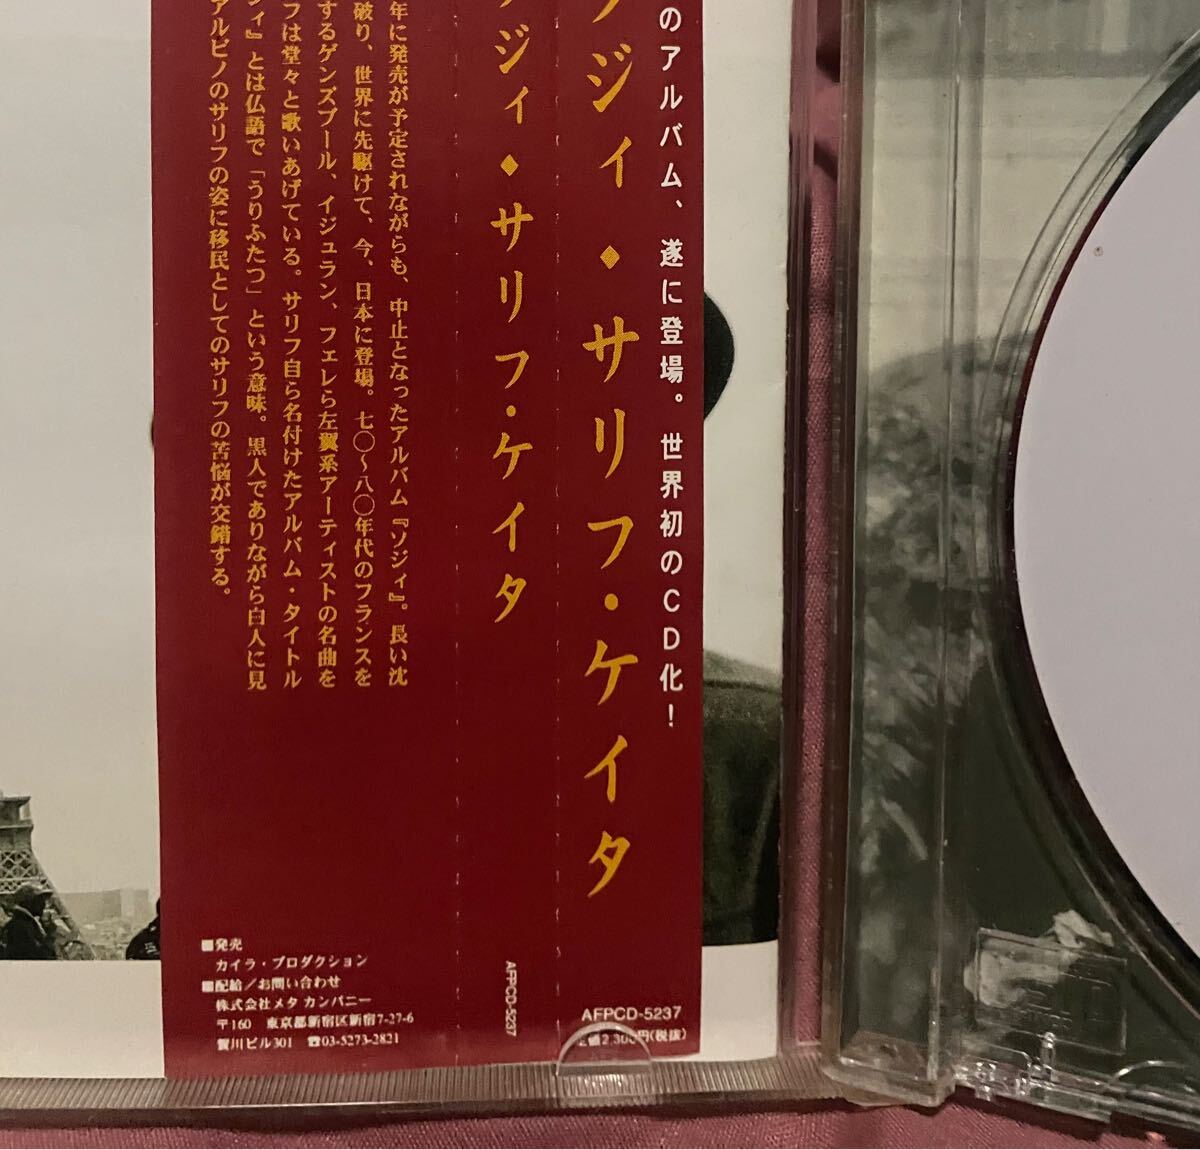 のアルバム、遂に登場。世界初のCD化!
ソジィ◆サリフ・ケイタ
AFPCD-5237
定価2,300円(税抜)
ソジィ◆サリフ・ケイタ
AFPCD-5237
年に発売が予定されながらも、中止となったアルバム『ソジィ』。長い沈
破り、世界に先駆けて、今、日本に登場。七〇〜八〇年代のフランスを
するゲンズブール、イジュラン、フェレら左翼系アーティストの名曲を
フは堂々と歌いあげている。サリフ自ら名付けたアルバム・タイトル
ジィ』とは仏語で「うりふたつ」という意味。黒人でありながら白人に見
アルビノのサリフの姿に移民としてのサリフの苦悩が交錯する。
■発売
カイラ・プロダクション
■配給/お問い合わせ
株式会社メタ カンパニー
〒160 東京都新宿区新宿7-27-6
賀川ビル301 ☎03-5273-2821